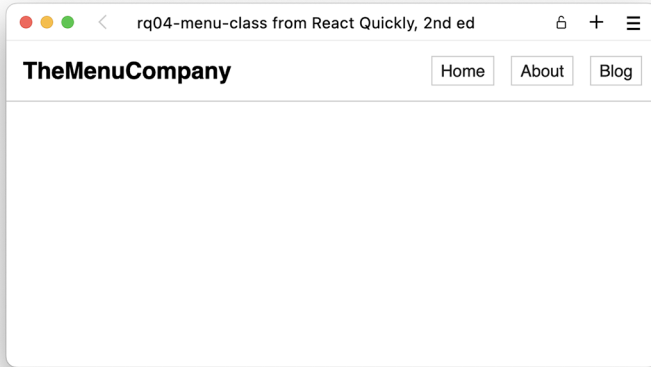 rq04-menu-class from React Quickly, 2nd ed
TheMenuCompany Home About Blog